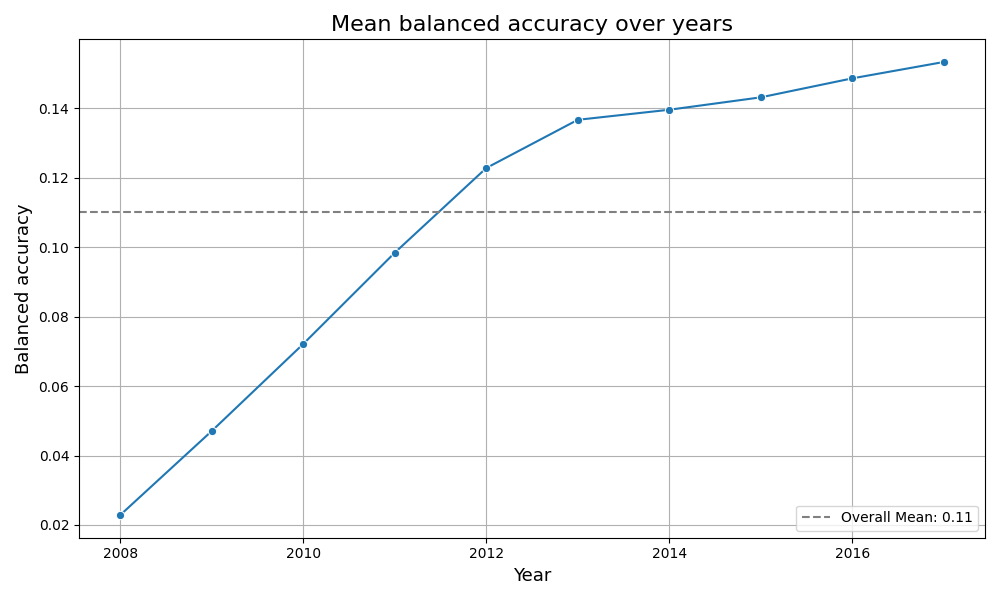 Mean balanced accuracy over years
Balanced accuracy
0.14
0.12
0.10
0.08
0.06
0.04
0.02
Overall Mean: 0.11
2008 2010 2012 2014 2016
Year